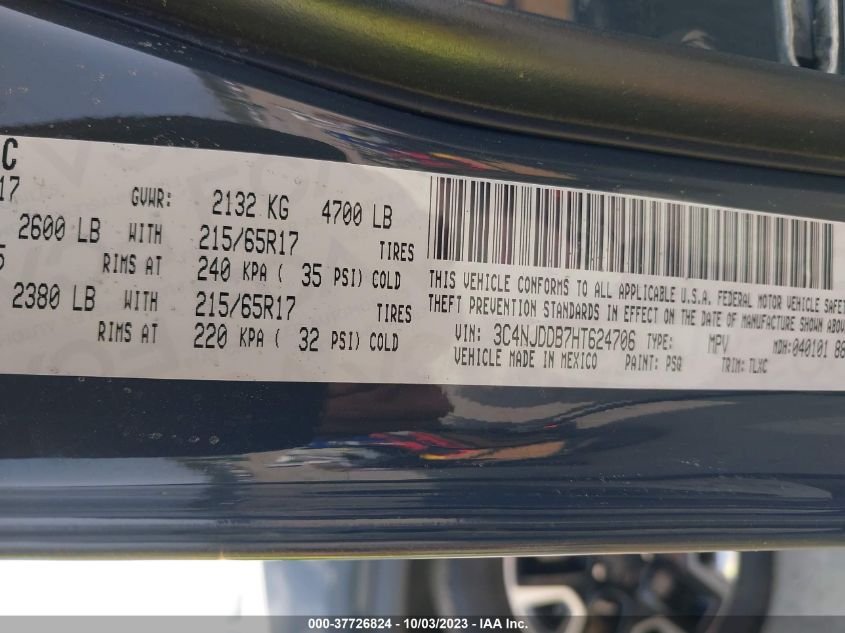 C
17 GVWR: 2132 KG 4700 LB
2600 LB WITH 215/65R17 TIRES
RIMS AT 240 KPA ( 35 PSI) COLD
2380 LB WITH 215/65R17 TIRES
RIMS AT 220 KPA ( 32 PSI) COLD
THIS VEHICLE CONFORMS TO ALL APPLICABLE U.S.A. FEDERAL MOTOR VEHICLE SAFET
THEFT PREVENTION STANDARDS IN EFFECT ON THE DATE OF MANUFACTURE SHOWN ABOV
VIN: 3C4NJDDB7HT624706 TYPE: MPV MDH: 040101 88
VEHICLE MADE IN MEXICO PAINT: PSQ TRIM: TLXC
000-37726824 - 10/03/2023 - IAA Inc.